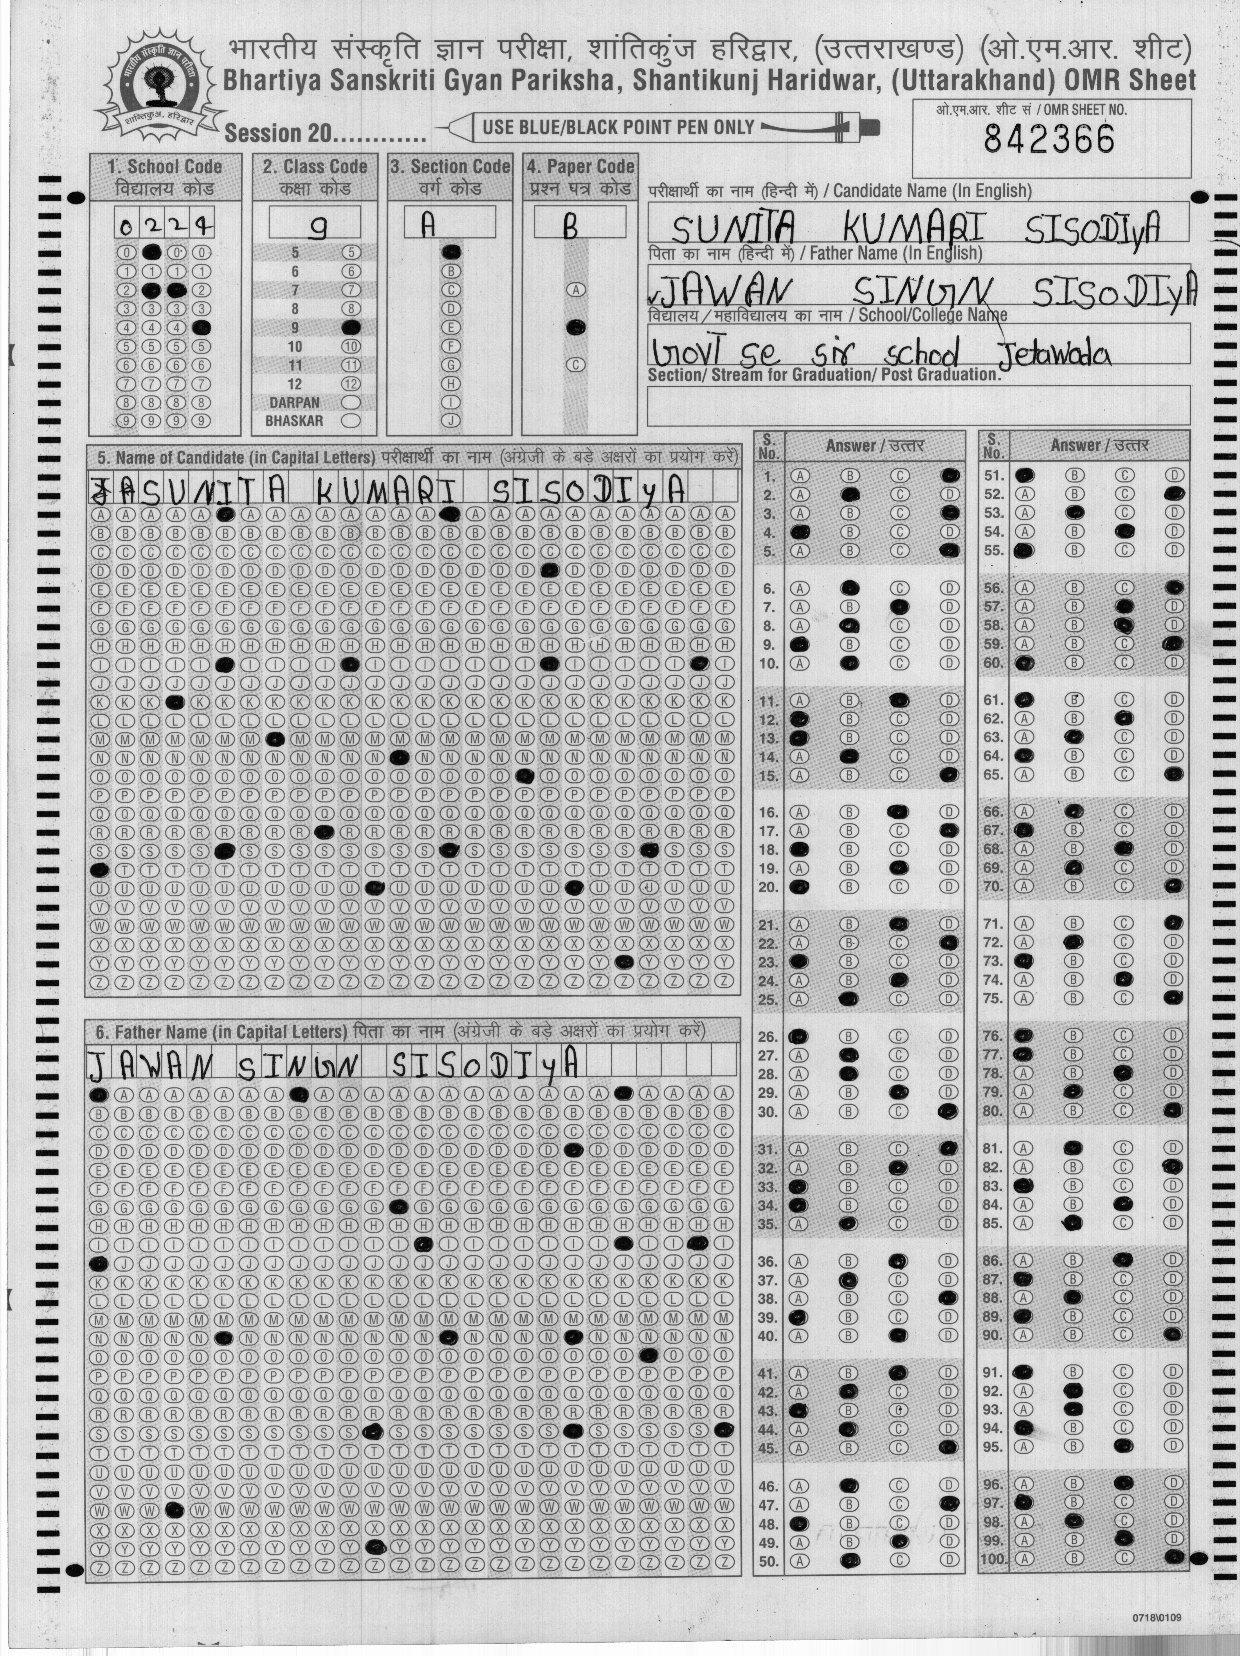 भारतीय संस्कृति ज्ञान परीक्षा, शांतिकुंज हरिद्वार, (उत्तराखण्ड) (ओ.एम.आर. शीट)
Bhartiya Sanskriti Gyan Pariksha, Shantikunj Haridwar, (Uttarakhand) OMR Sheet
Session 20............ USE BLUE/BLACK POINT PEN ONLY
ओ.एम.आर. शीट सं / OMR SHEET NO.
842366
1. School Code
विद्यालय कोड
0 2 2 4
2. Class Code
कक्षा कोड
9
5
6
7
8
9
10
11
12
DARPAN
BHASKAR
3. Section Code
वर्ग कोड
A
4. Paper Code
प्रश्न पत्र कोड
B
परीक्षार्थी का नाम (हिन्दी में) / Candidate Name (In English)
SUNITA KUMARI SISODIyA
पिता का नाम (हिन्दी में) / Father Name (In English)
JAWAN SINGN SISODIyA
विद्यालय/महाविद्यालय का नाम / School/College Name
Govt se sir school Jetawada
Section/ Stream for Graduation/ Post Graduation.
5. Name of Candidate (in Capital Letters) परीक्षार्थी का नाम (अंग्रेजी के बड़े अक्षरों का प्रयोग करें)
SUNITA KUMARI SISODIyA
6. Father Name (in Capital Letters) पिता का नाम (अंग्रेजी के बड़े अक्षरों का प्रयोग करें)
JAWAN SINGN SISODIyA
S. No. Answer / उत्तर
S. No. Answer / उत्तर
0718\0109